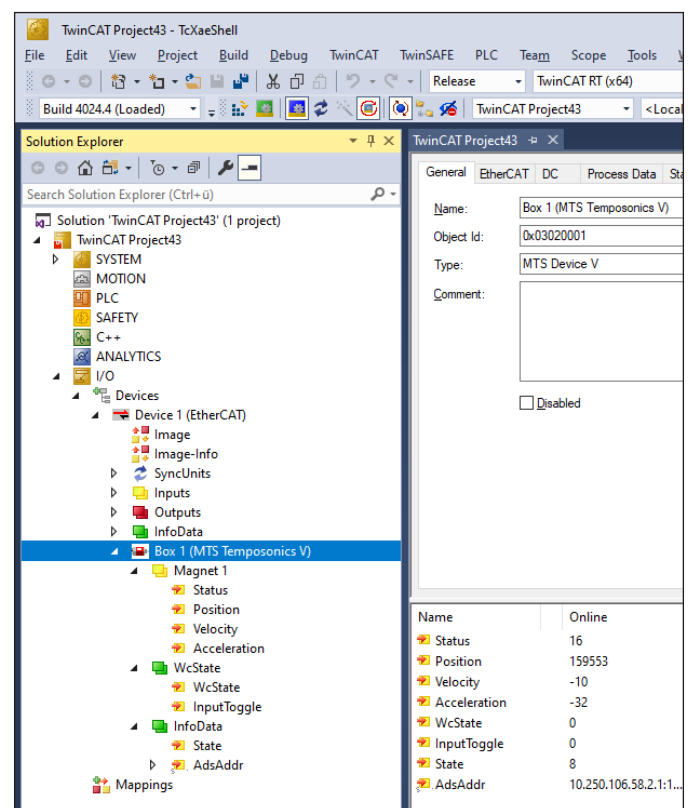 TwinCAT Project43 - TcXaeShell
File Edit View Project Build Debug TwinCAT TwinSAFE PLC Team Scope Tools
Release TwinCAT RT (x64)
Build 4024.4 (Loaded) TwinCAT Project43 <Local
Solution Explorer
Search Solution Explorer (Ctrl+ü)
Solution 'TwinCAT Project43' (1 project)
TwinCAT Project43
SYSTEM
MOTION
PLC
SAFETY
C++
ANALYTICS
I/O
Devices
Device 1 (EtherCAT)
Image
Image-Info
SyncUnits
Inputs
Outputs
InfoData
Box 1 (MTS Temposonics V)
Magnet 1
Status
Position
Velocity
Acceleration
WcState
WcState
InputToggle
InfoData
State
AdsAddr
Mappings
TwinCAT Project43
General EtherCAT DC Process Data Sta
Name: Box 1 (MTS Temposonics V)
Object Id: 0x03020001
Type: MTS Device V
Comment:
Disabled
Name Online
Status 16
Position 159553
Velocity -10
Acceleration -32
WcState 0
InputToggle 0
State 8
AdsAddr 10.250.106.58.2.1:1...